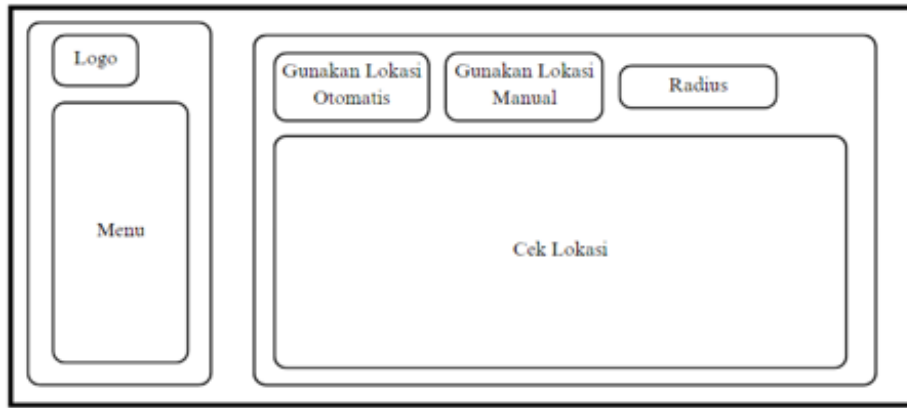 Logo
Menu
Gunakan Lokasi
Otomatis
Gunakan Lokasi
Manual
Radius
Cek Lokasi